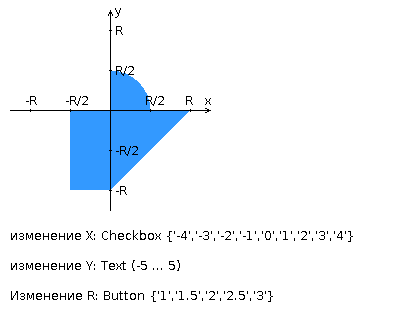 y
R
R/2
-R -R/2 R/2 R x
-R/2
-R
изменение X: Checkbox {'-4','-3','-2','-1','0','1','2','3','4'}
изменение Y: Text (-5 ... 5)
Изменение R: Button {'1','1.5','2','2.5','3'}